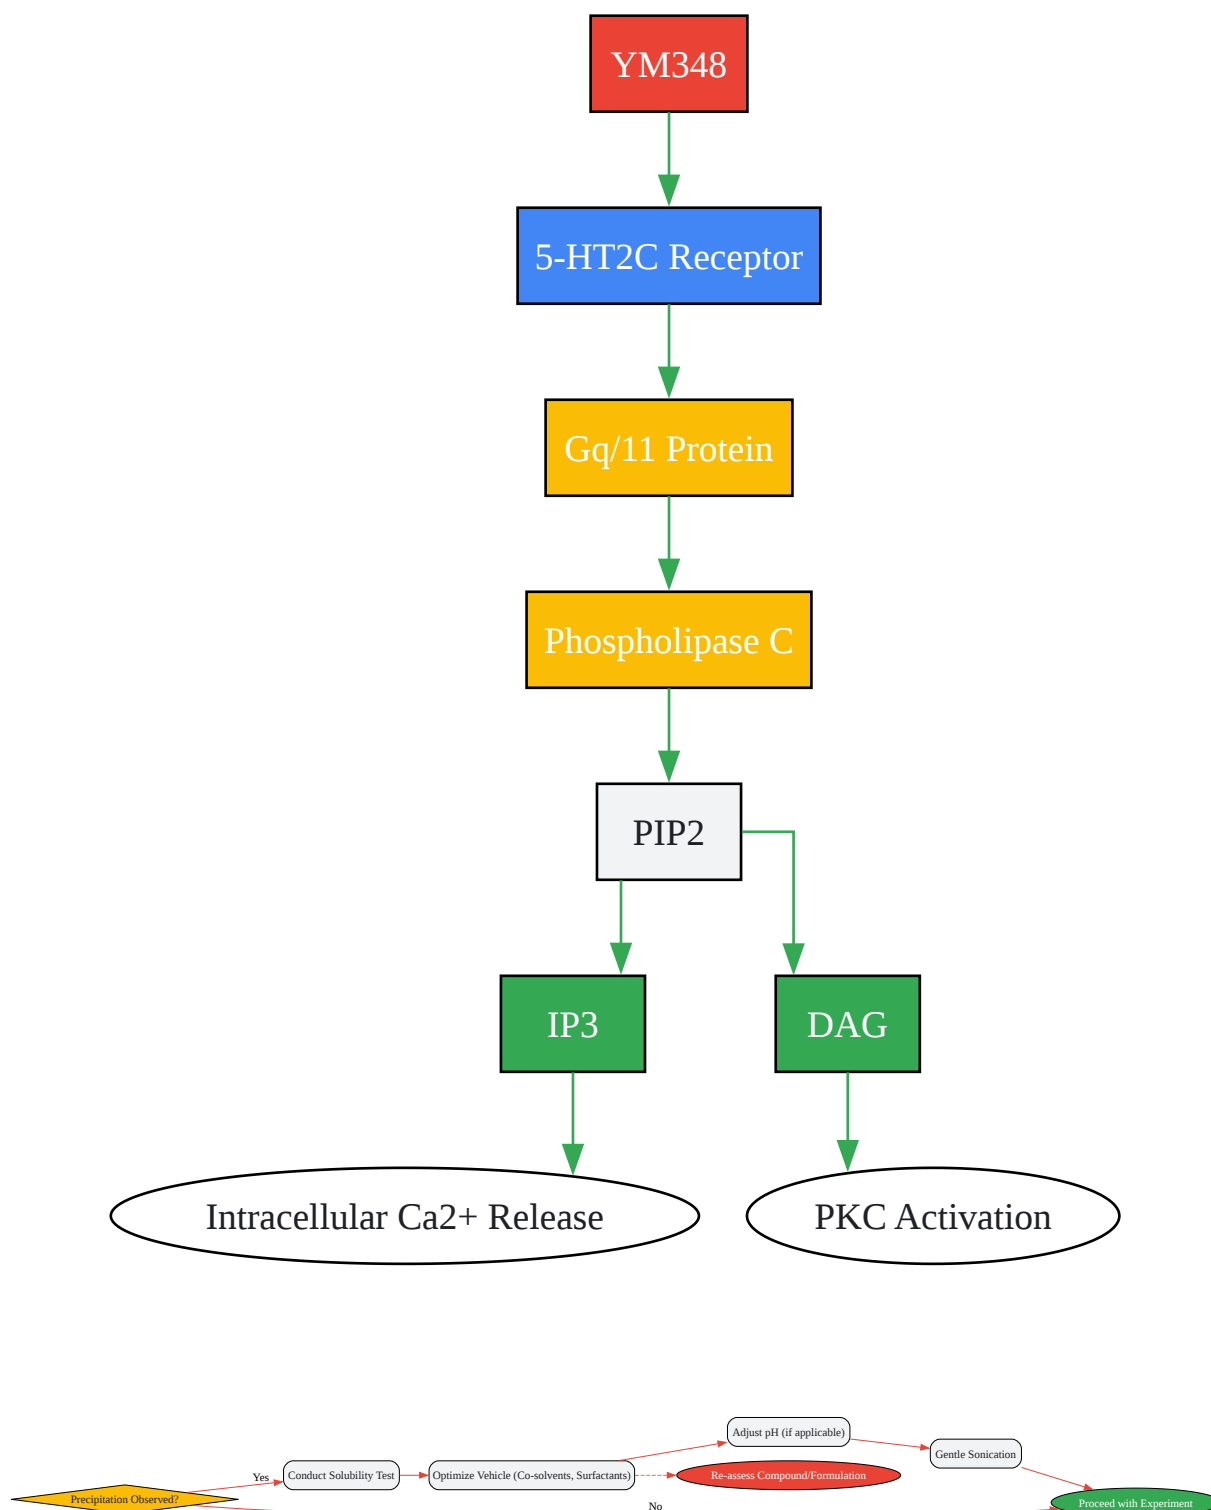 YM348
5-HT2C Receptor
Gq/11 Protein
Phospholipase C
PIP2
IP3
DAG
Intracellular Ca2+ Release
PKC Activation
Precipitation Observed?
Yes
Conduct Solubility Test
Optimize Vehicle (Co-solvents, Surfactants)
Adjust pH (if applicable)
Re-assess Compound/Formulation
Gentle Sonication
No
Proceed with Experiment